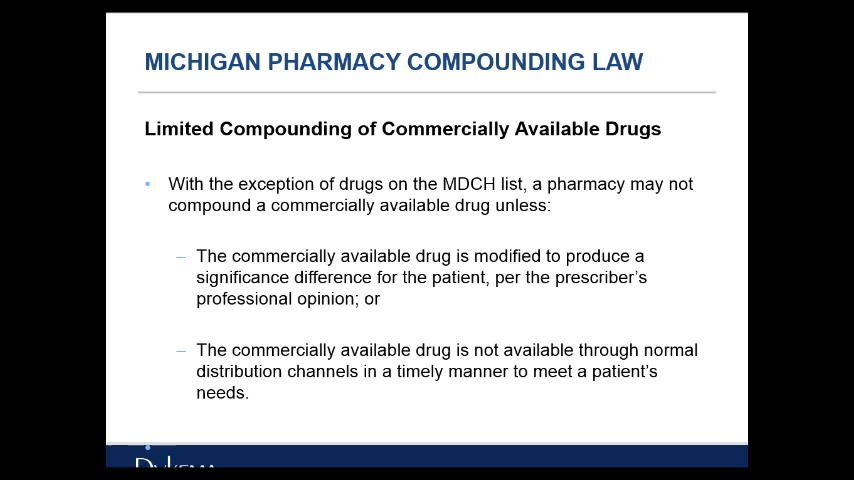 MICHIGAN PHARMACY COMPOUNDING LAW
Limited Compounding of Commercially Available Drugs
• With the exception of drugs on the MDCH list, a pharmacy may not
compound a commercially available drug unless:
– The commercially available drug is modified to produce a
significance difference for the patient, per the prescriber's
professional opinion; or
– The commercially available drug is not available through normal
distribution channels in a timely manner to meet a patient's
needs.
Dykema